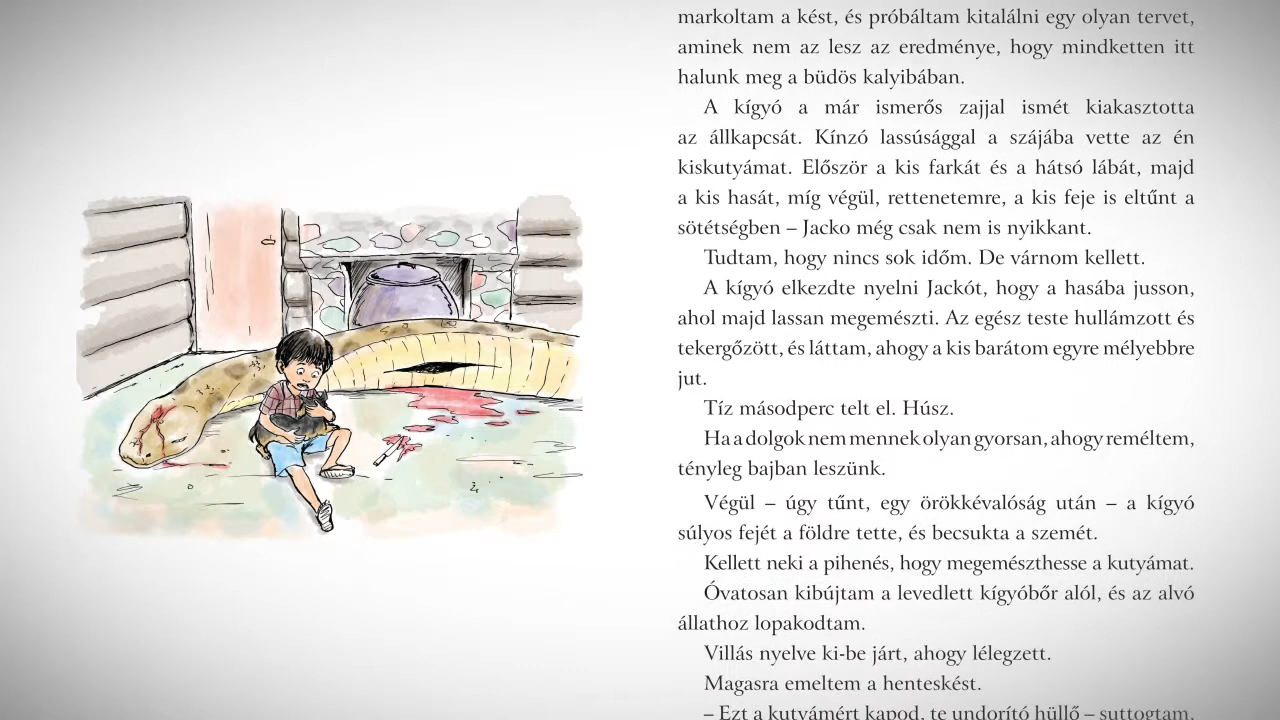 markoltam a kést, és próbáltam kitalálni egy olyan tervet,
aminek nem az lesz az eredménye, hogy mindketten itt
halunk meg a büdös kalyibában.
A kígyó a már ismerős zajjal ismét kiakasztotta
az állkapcsát. Kínzó lassúsággal a szájába vette az én
kiskutyámat. Először a kis farkát és a hátsó lábát, majd
a kis hasát, míg végül, rettenetemre, a kis feje is eltűnt a
sötétségben – Jacko még csak nem is nyikkant.
Tudtam, hogy nincs sok időm. De várnom kellett.
A kígyó elkezdte nyelni Jackót, hogy a hasába jusson,
ahol majd lassan megemészti. Az egész teste hullámzott és
tekergőzött, és láttam, ahogy a kis barátom egyre mélyebbre
jut.
Tíz másodperc telt el. Húsz.
Ha a dolgok nem mennek olyan gyorsan, ahogy reméltem,
tényleg bajban leszünk.
Végül – úgy tűnt, egy örökkévalóság után – a kígyó
súlyos fejét a földre tette, és becsukta a szemét.
Kellett neki a pihenés, hogy megemészthesse a kutyámat.
Óvatosan kibújtam a levedlett kígyóbőr alól, és az alvó
állathoz lopakodtam.
Villás nyelve ki-be járt, ahogy lélegzett.
Magasra emeltem a henteskést.
– Ezt a kutyámért kapod, te undorító hüllő – suttogtam,